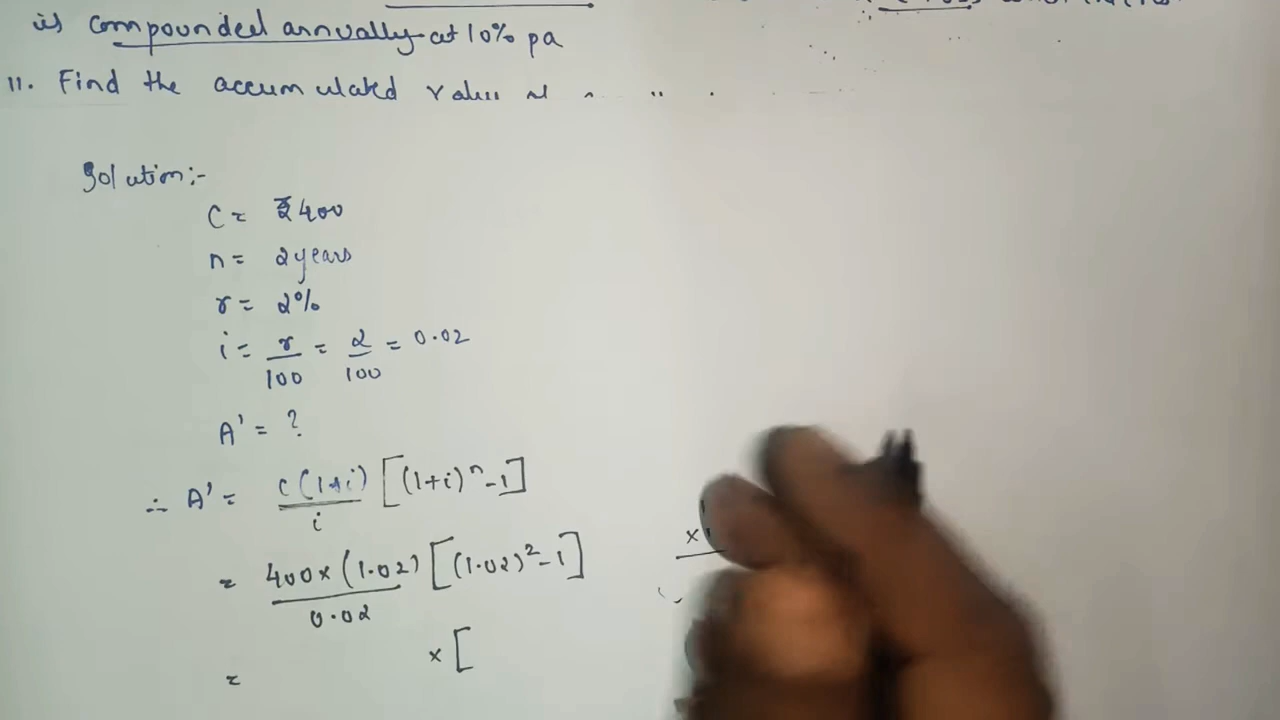 is compounded annually at 10% pa
11. Find the accumulated
Solution:-
C = ₹400
n = 2 years
r = 2%
i = r/100 = 2/100 = 0.02
A' = ?
∴ A' = C(1+i)/i [(1+i)ⁿ-1]
= 400×(1.02)/0.02 [(1.02)²-1]
= × [
×